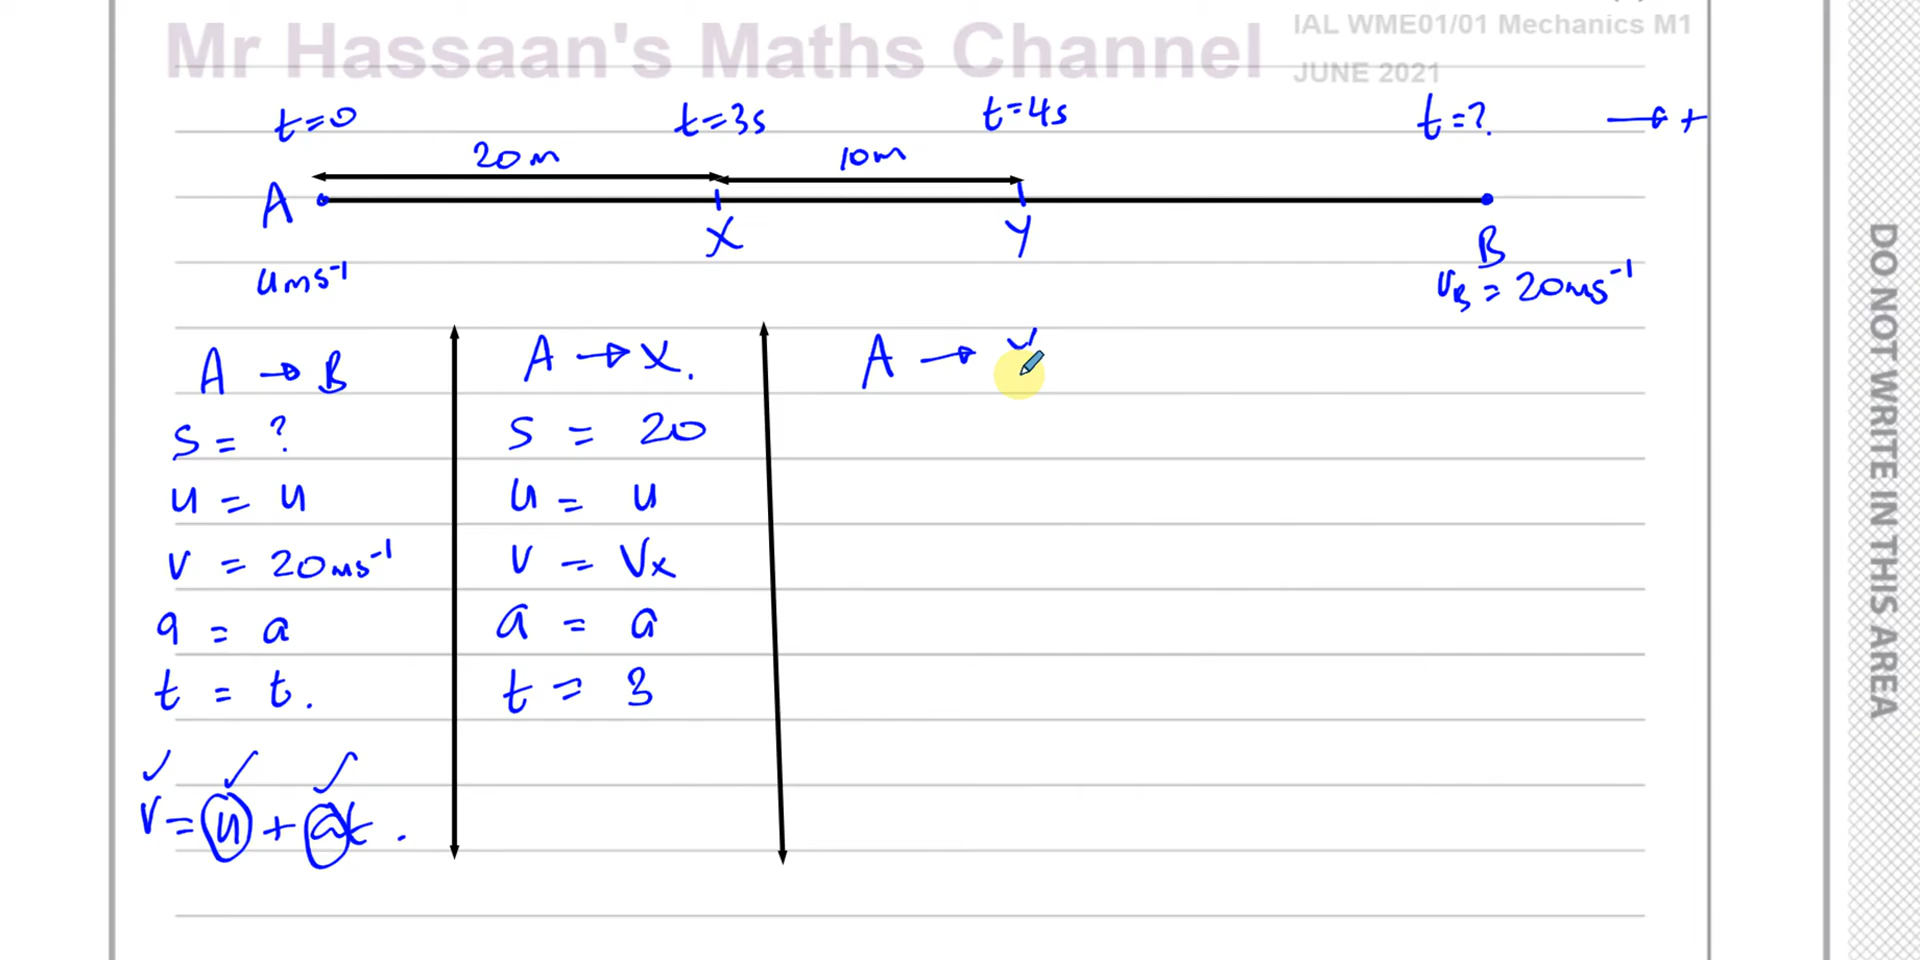 Mr Hassaan's Maths Channel
IAL WME01/01 Mechanics M1
JUNE 2021
t=0 t=3s t=4s t=? → +
20m 10m
A X Y B
ums⁻¹ v_B = 20ms⁻¹
A → B
s = ?
u = u
v = 20ms⁻¹
a = a
t = t.
✓ ✓ ✓
v = u + at.
A → X.
s = 20
u = u
v = Vx
a = a
t = 3
A →
DO NOT WRITE IN THIS AREA